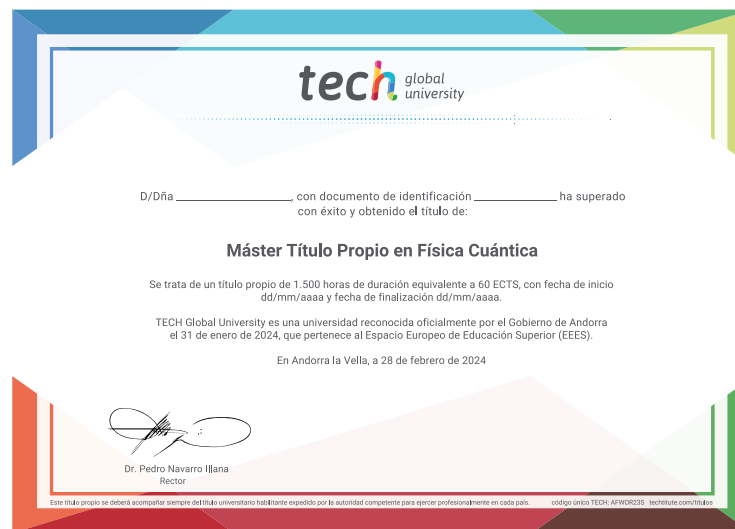 tech global university
D/Dña ____________________, con documento de identificación ______________ ha superado
con éxito y obtenido el título de:
Máster Título Propio en Física Cuántica
Se trata de un título propio de 1.500 horas de duración equivalente a 60 ECTS, con fecha de inicio
dd/mm/aaaa y fecha de finalización dd/mm/aaaa.
TECH Global University es una universidad reconocida oficialmente por el Gobierno de Andorra
el 31 de enero de 2024, que pertenece al Espacio Europeo de Educación Superior (EEES).
En Andorra la Vella, a 28 de febrero de 2024
Dr. Pedro Navarro Illana
Rector
Este título propio se deberá acompañar siempre del título universitario habilitante expedido por la autoridad competente para ejercer profesionalmente en cada país. código único TECH: AFWOR23S techtitute.com/titulos